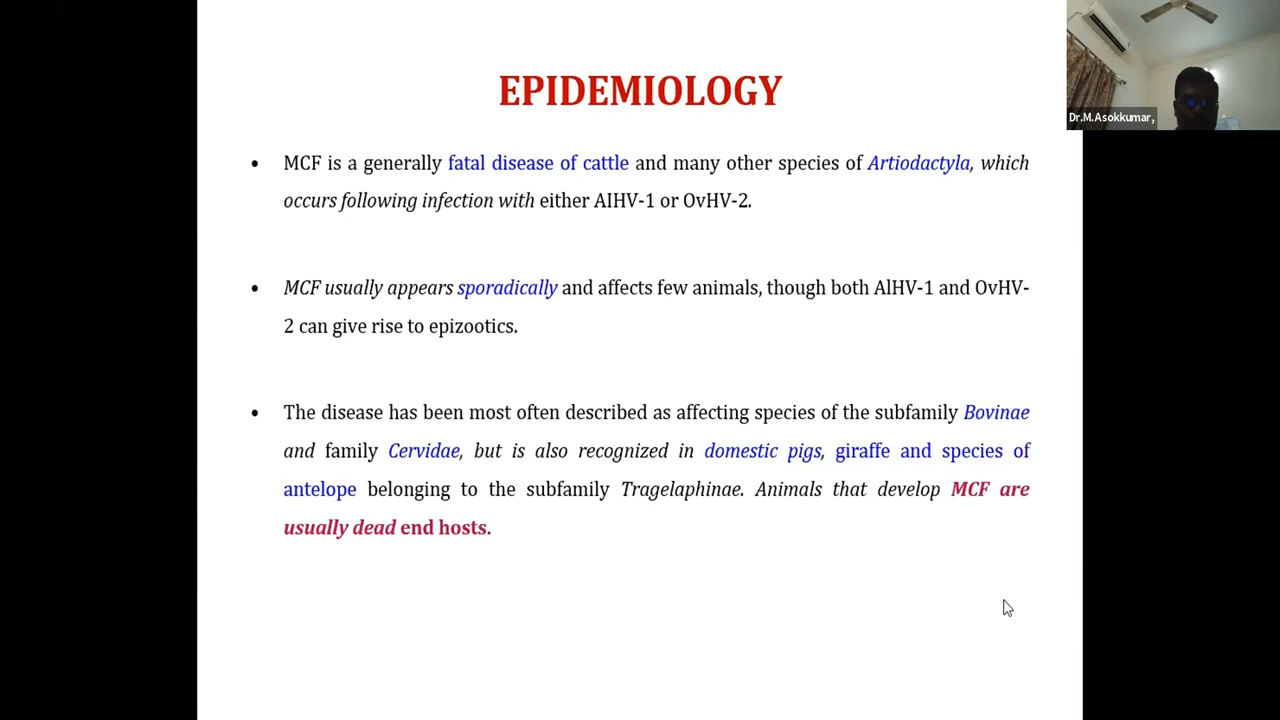 EPIDEMIOLOGY
Dr.M.Asokkumar,
• MCF is a generally fatal disease of cattle and many other species of Artiodactyla, which
occurs following infection with either AIHV-1 or OvHV-2.
• MCF usually appears sporadically and affects few animals, though both AlHV-1 and OvHV-
2 can give rise to epizootics.
• The disease has been most often described as affecting species of the subfamily Bovinae
and family Cervidae, but is also recognized in domestic pigs, giraffe and species of
antelope belonging to the subfamily Tragelaphinae. Animals that develop MCF are
usually dead end hosts.